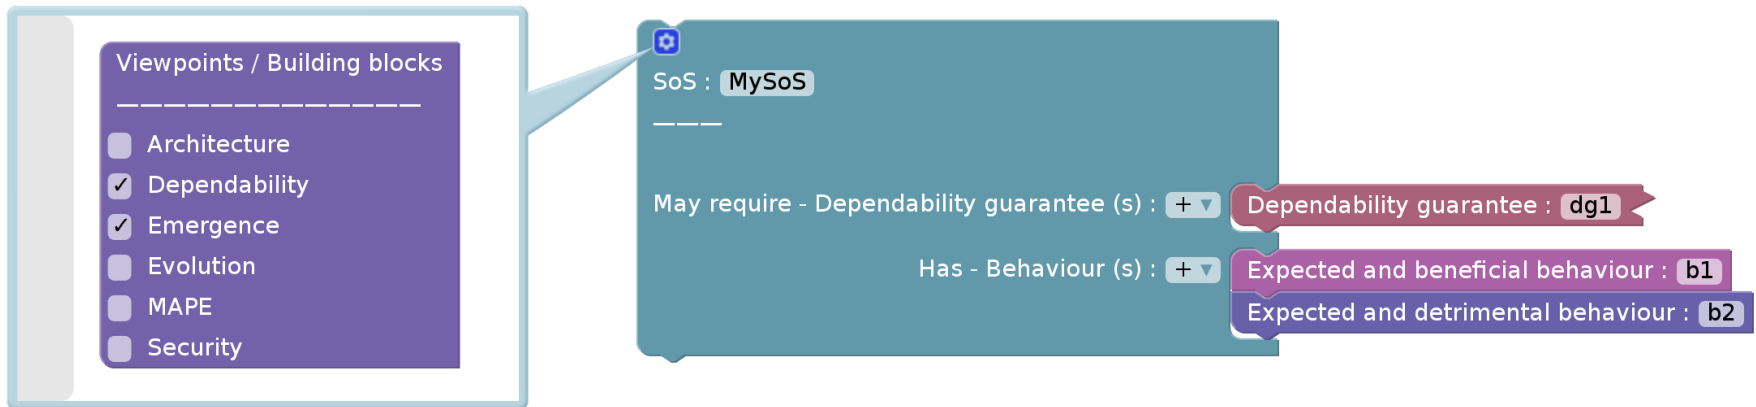 Viewpoints / Building blocks
—————————————
Architecture
✓ Dependability
✓ Emergence
Evolution
MAPE
Security
SoS : MySoS
———
May require - Dependability guarantee (s) : + ▼
Dependability guarantee : dg1
Has - Behaviour (s) : + ▼
Expected and beneficial behaviour : b1
Expected and detrimental behaviour : b2